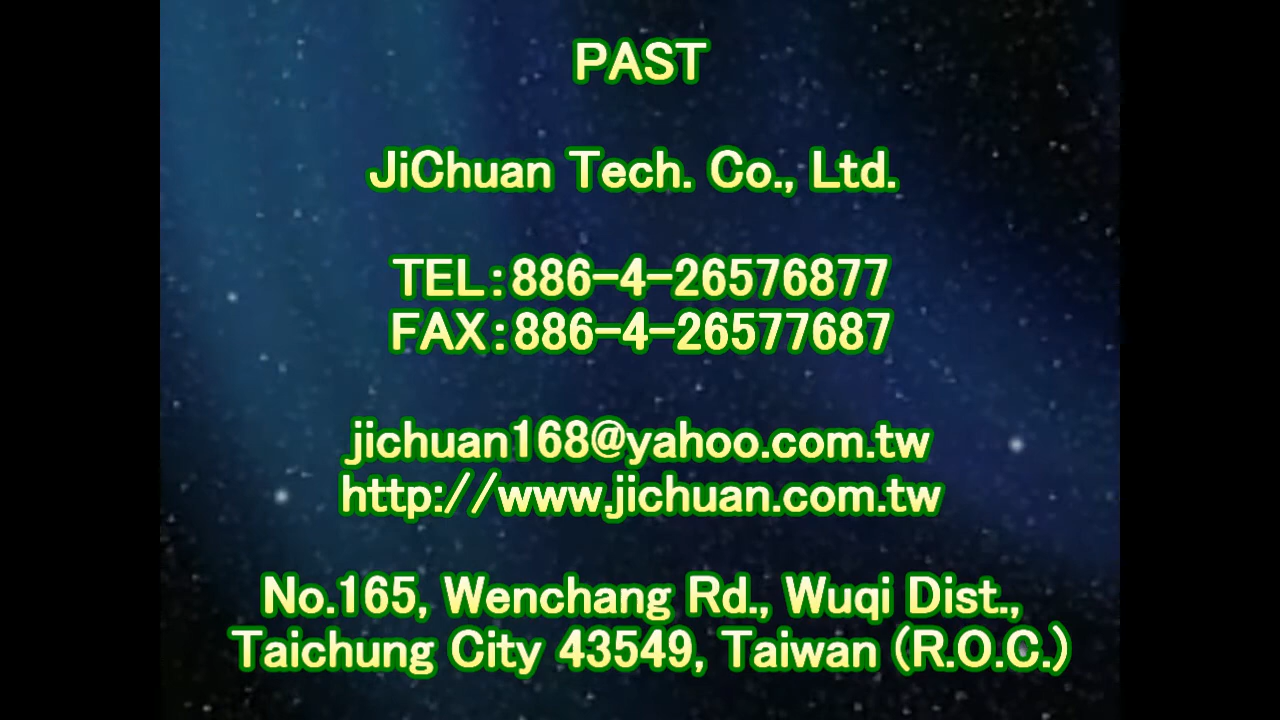 PAST
JiChuan Tech. Co., Ltd.
TEL:886-4-26576877
FAX:886-4-26577687
jichuan168@yahoo.com.tw
http://www.jichuan.com.tw
No.165, Wenchang Rd., Wuqi Dist.,
Taichung City 43549, Taiwan (R.O.C.)